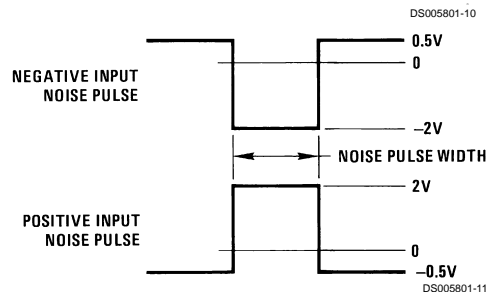 DS005801-10
0.5V
0
NEGATIVE INPUT
NOISE PULSE
–2V
NOISE PULSE WIDTH
2V
POSITIVE INPUT
NOISE PULSE
0
–0.5V
DS005801-11